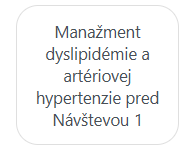 Manažment
dyslipidémie a
artériovej
hypertenzie pred
Návštevou 1